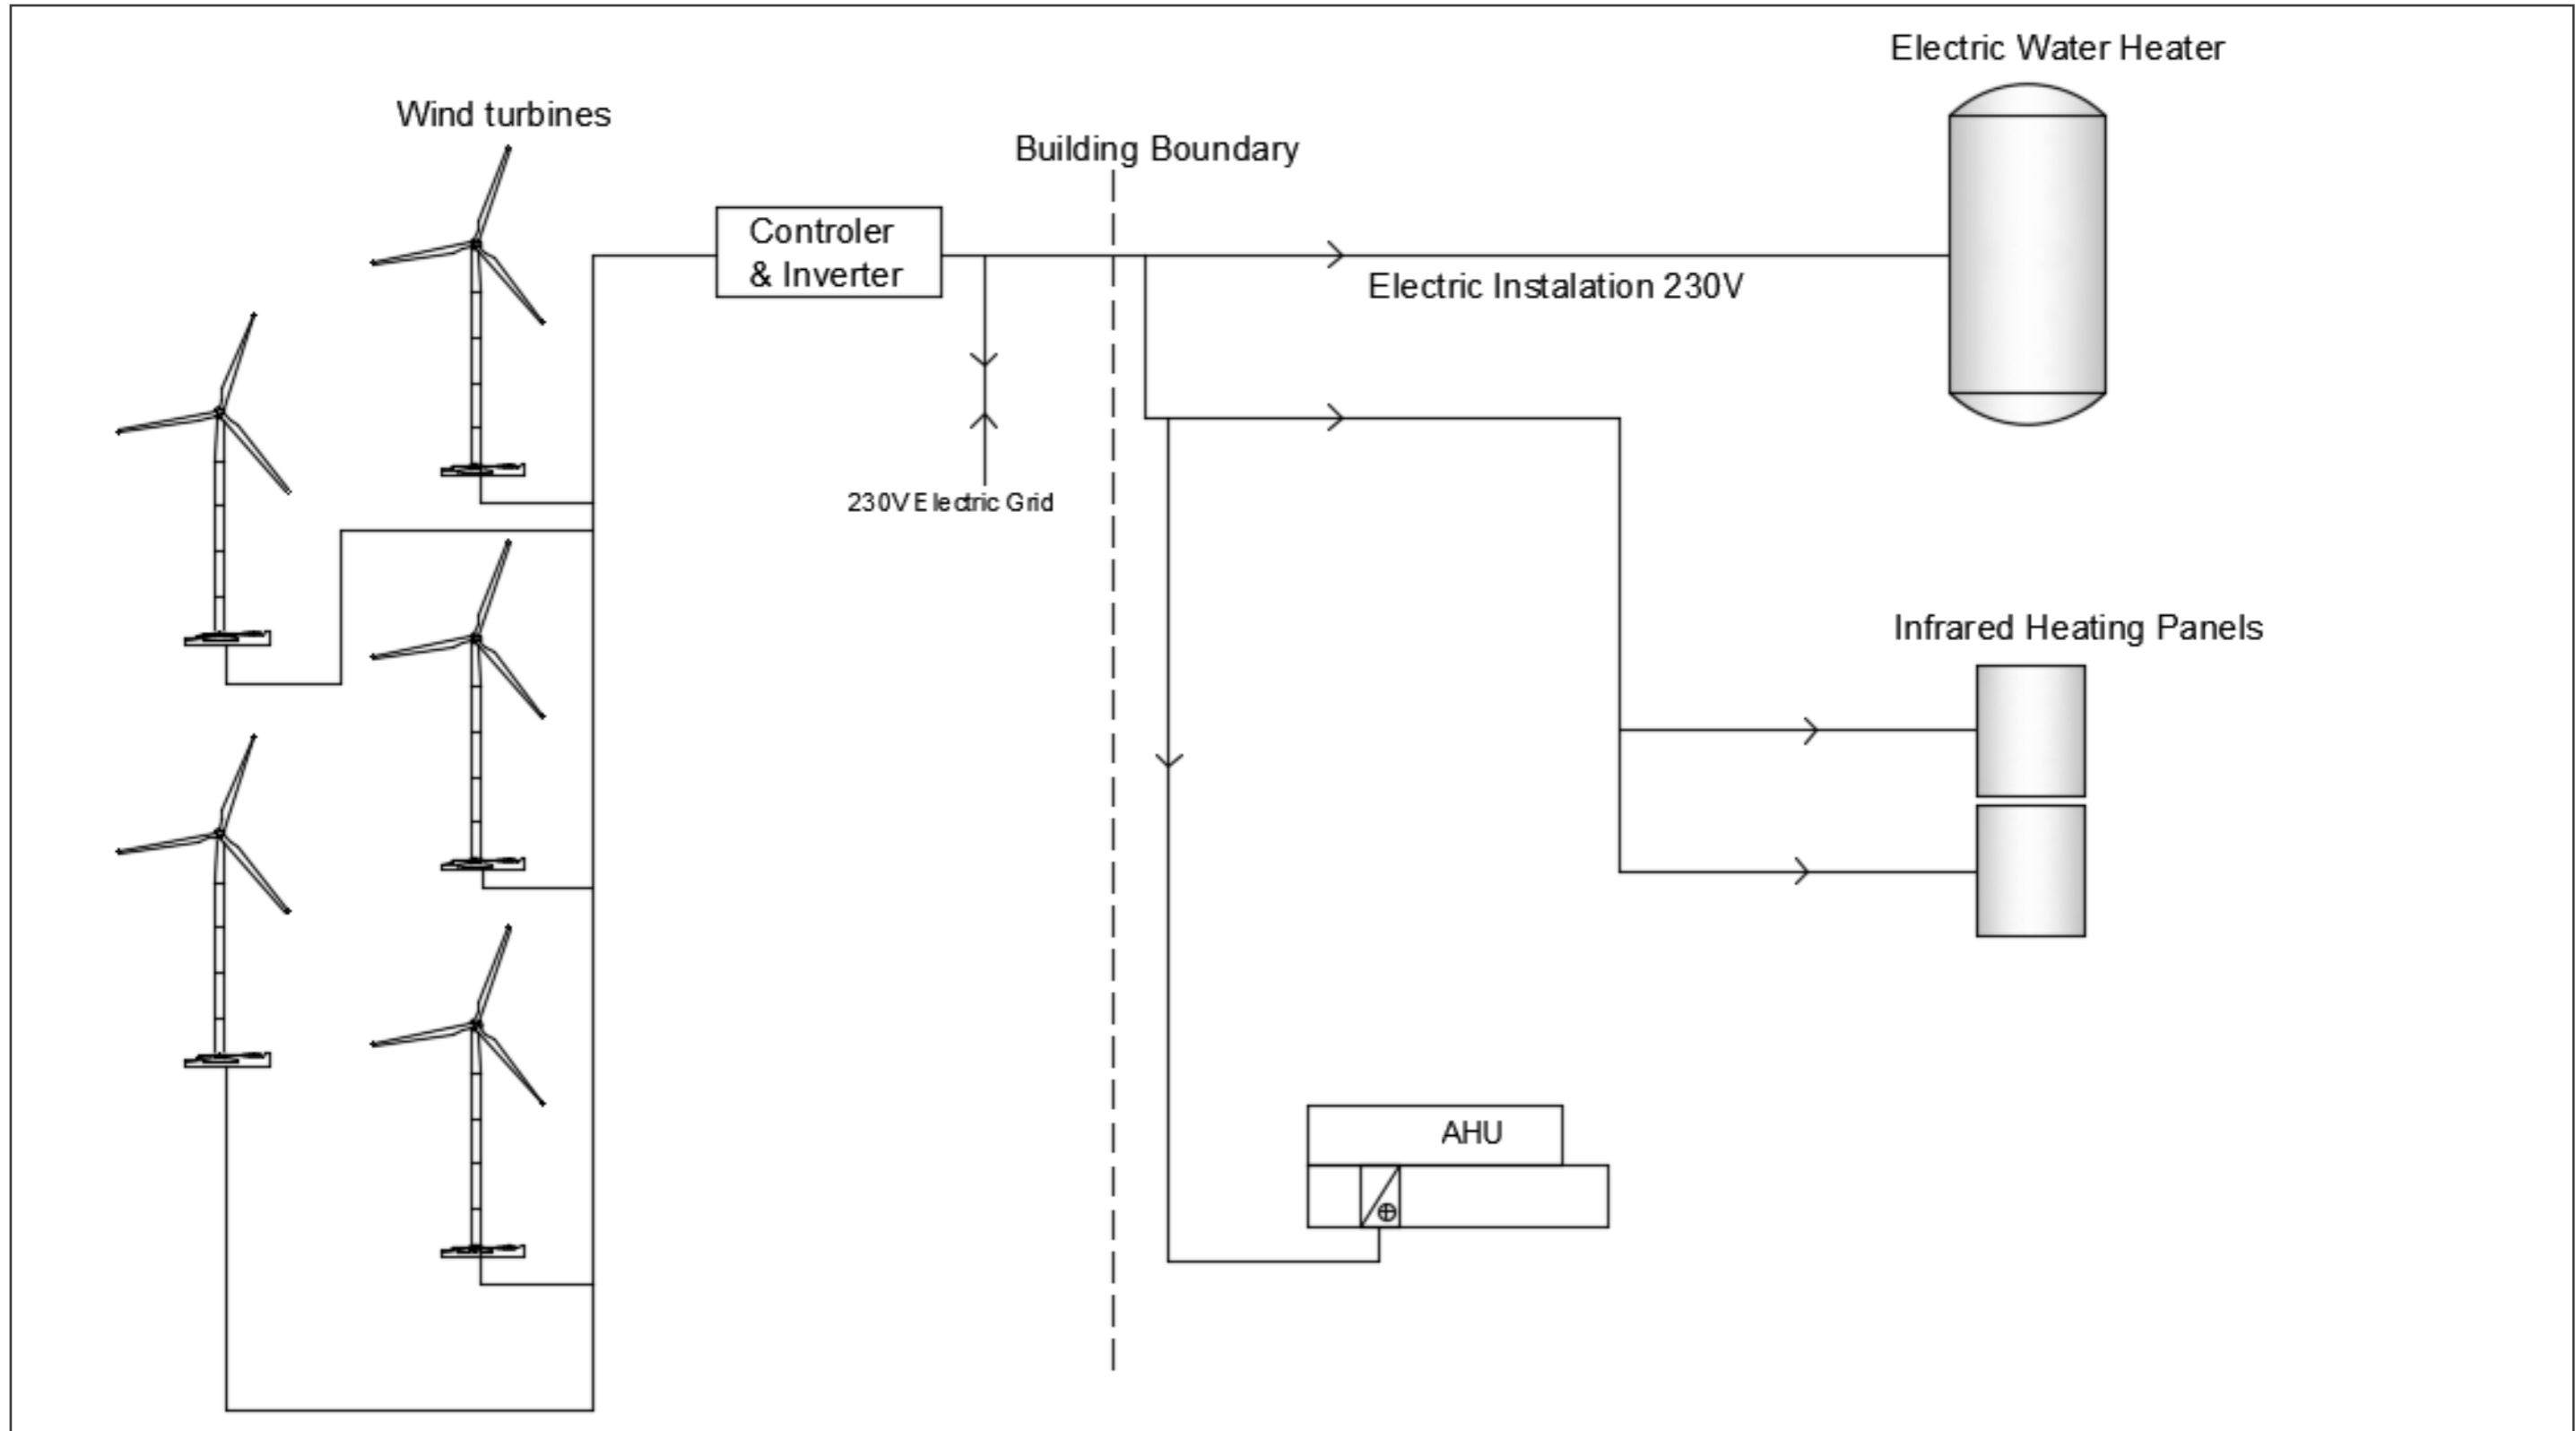 Electric Water Heater
Wind turbines
Building Boundary
Controler
& Inverter
Electric Instalation 230V
230V Electric Grid
Infrared Heating Panels
AHU